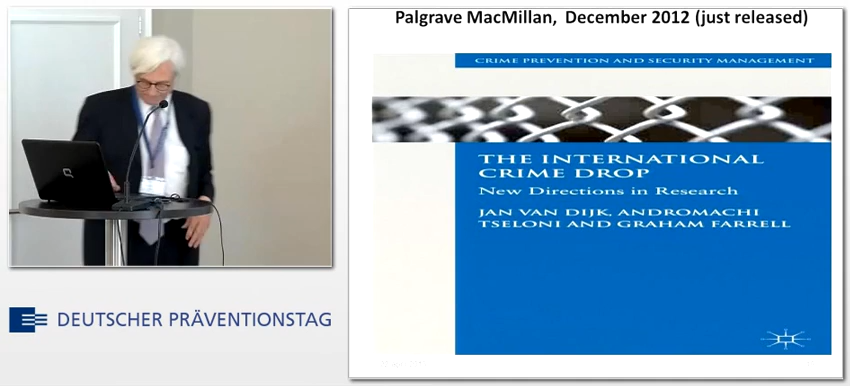 Palgrave MacMillan, December 2012 (just released)
CRIME PREVENTION AND SECURITY MANAGEMENT
THE INTERNATIONAL
CRIME DROP
New Directions in Research
JAN VAN DIJK, ANDROMACHI
TSELONI AND GRAHAM FARRELL
DEUTSCHER PRÄVENTIONSTAG